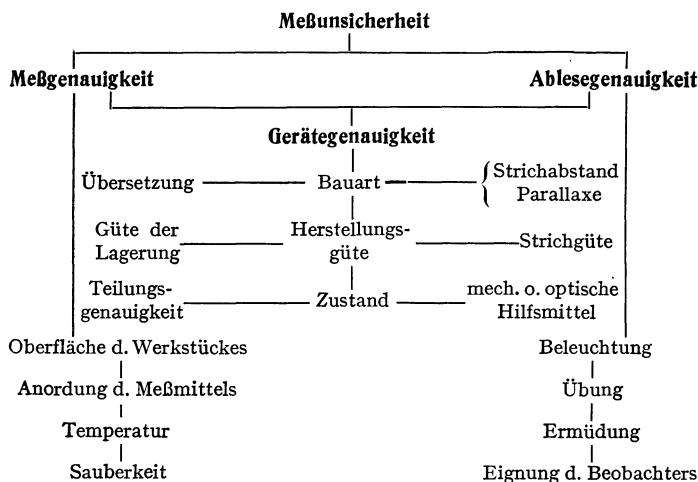 Meßunsicherheit
Meßgenauigkeit Ablesegenauigkeit
Gerätegenauigkeit
Übersetzung Bauart Strichabstand
Parallaxe
Güte der
Lagerung
Herstellungs-
güte
Strichgüte
Teilungs-
genauigkeit
Zustand
mech. o. optische
Hilfsmittel
Oberfläche d. Werkstückes Beleuchtung
Anordung d. Meßmittels Übung
Temperatur Ermüdung
Sauberkeit Eignung d. Beobachters